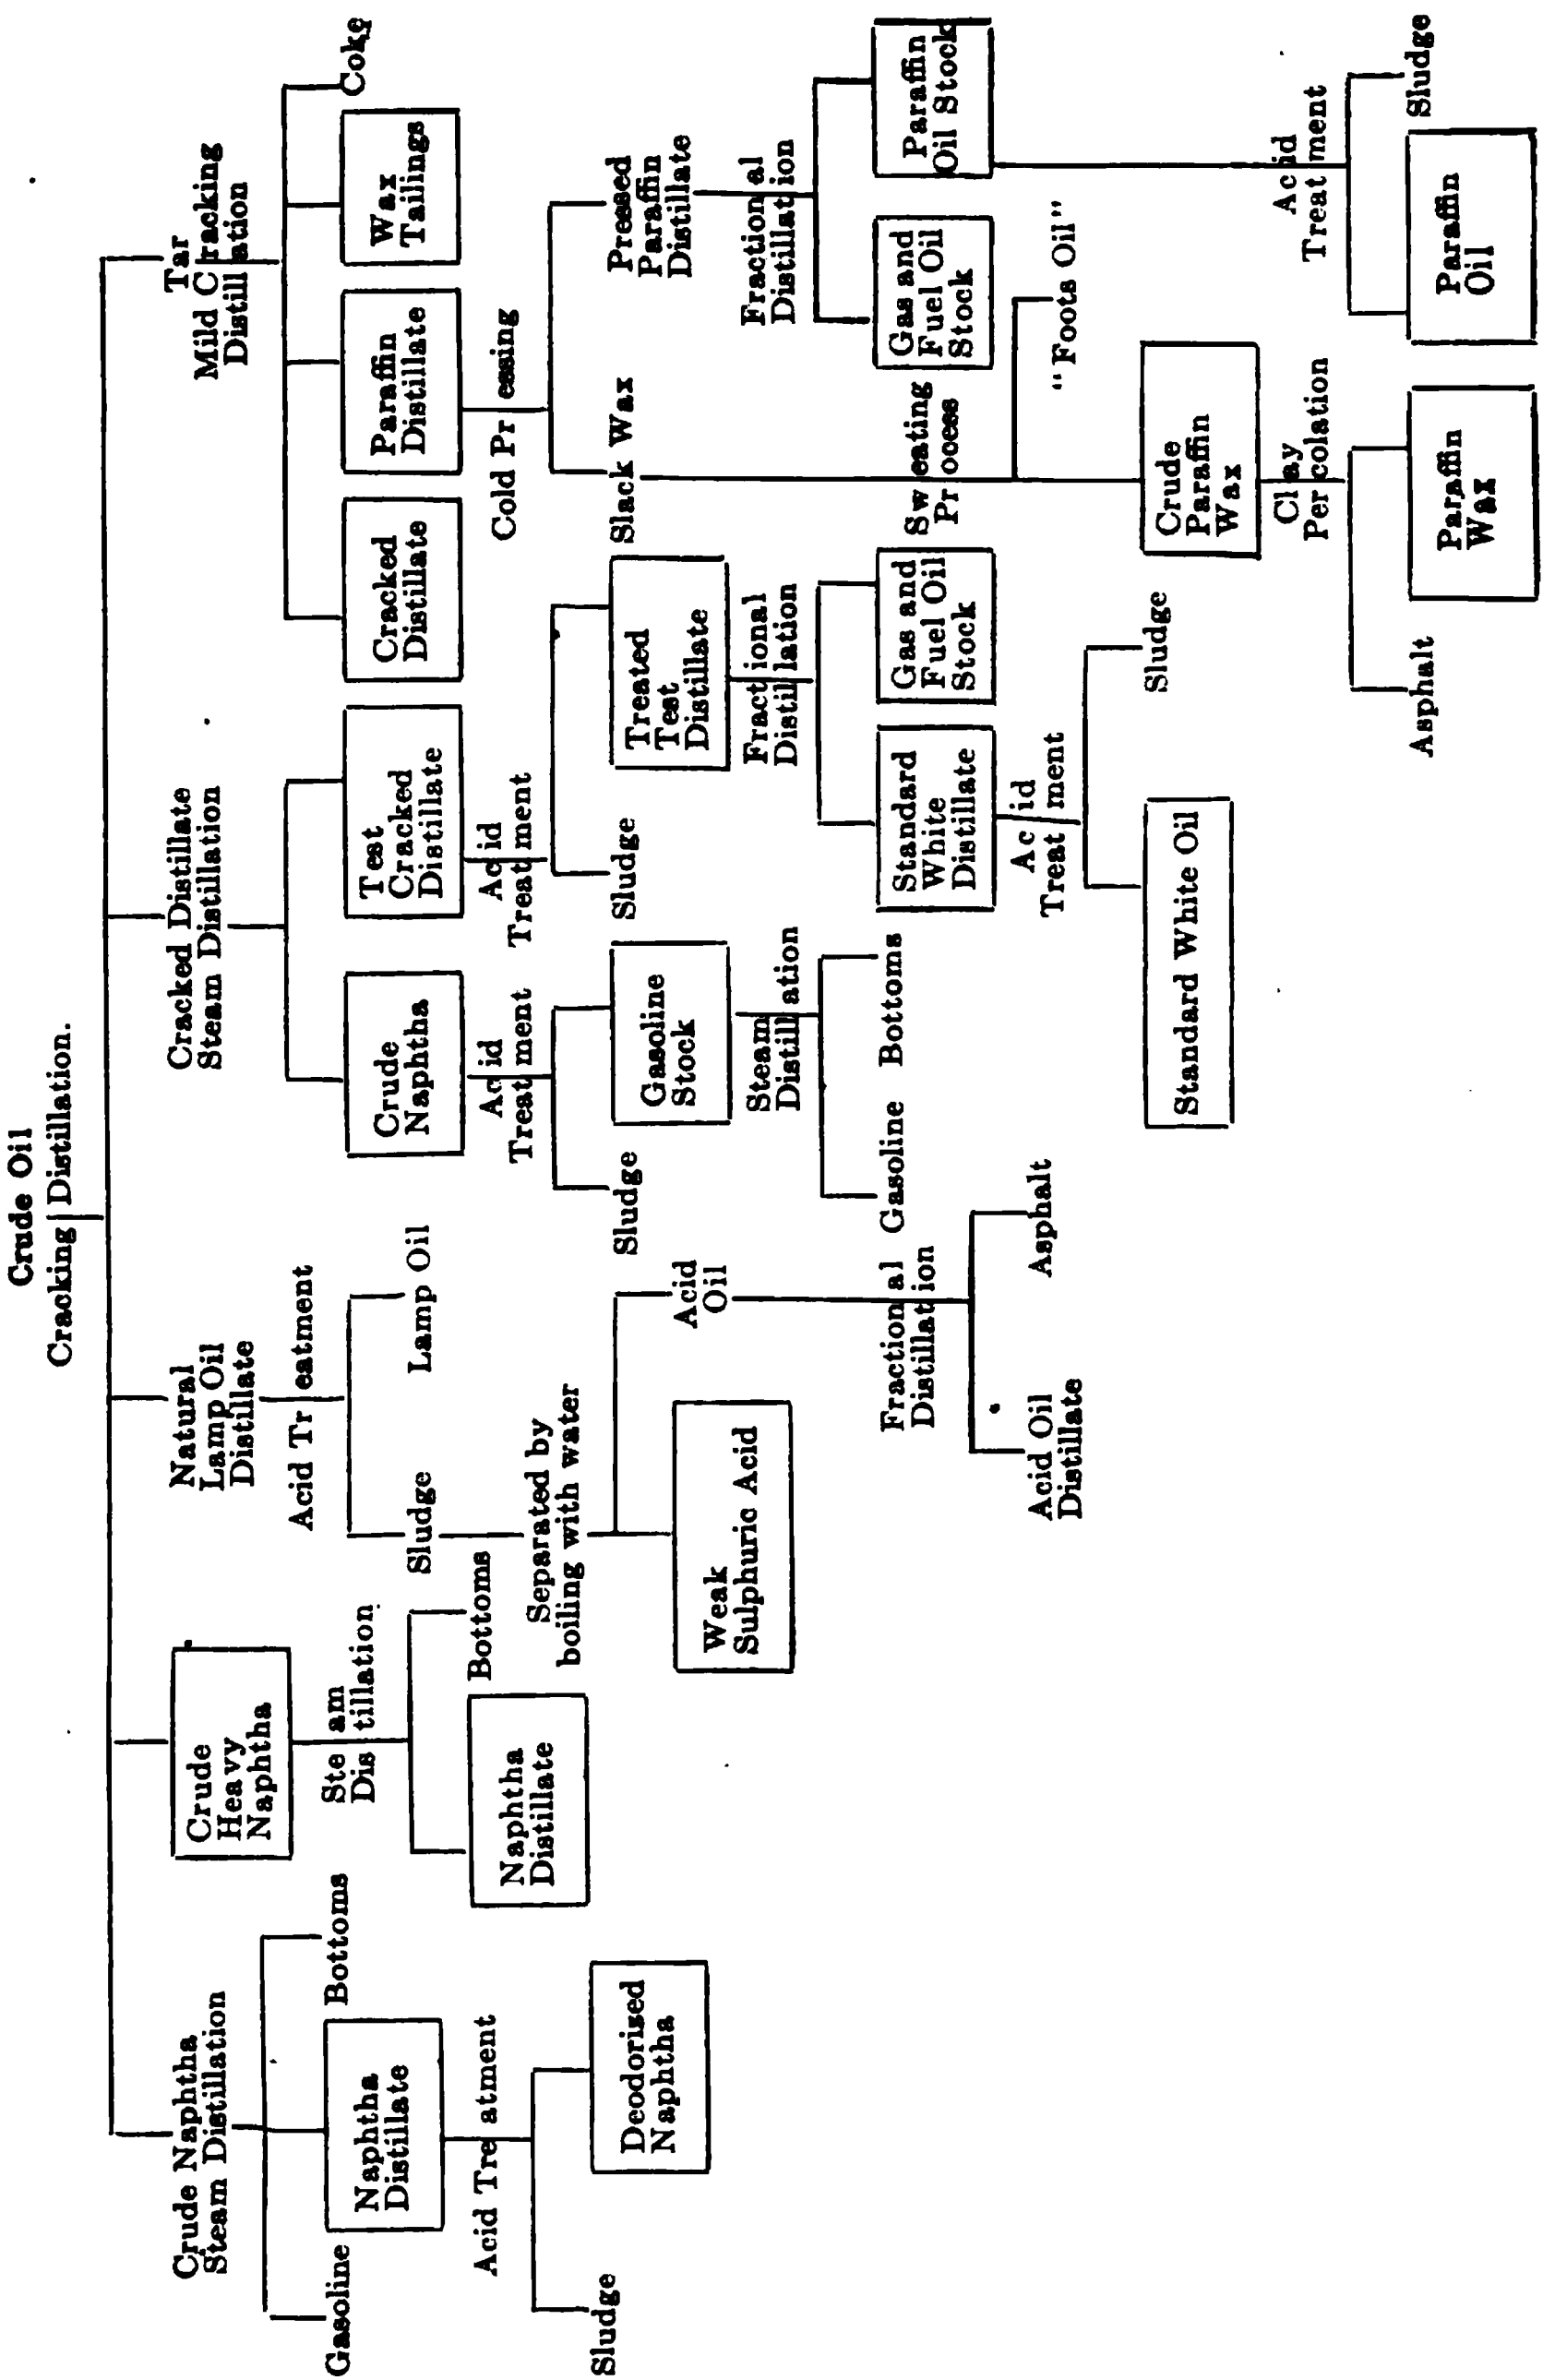 Crude Oil
Cracking Distillation.
Crude Naphtha
Steam Distillation
Gasoline
Naphtha
Distillate
Bottoms
Acid Treatment
Sludge
Deodorized
Naphtha
Crude
Heavy
Naphtha
Steam
Distillation
Naphtha
Distillate
Bottoms
Natural
Lamp Oil
Distillate
Acid Treatment
Sludge
Lamp Oil
Separated by
boiling with water
Weak
Sulphuric Acid
Acid
Oil
Fractional
Distillation
Acid Oil
Distillate
Asphalt
Cracked Distillate
Steam Distillation
Crude
Naphtha
Acid
Treatment
Sludge
Gasoline
Stock
Steam
Distillation
Gasoline
Bottoms
Test
Cracked
Distillate
Acid
Treatment
Sludge
Treated
Test
Distillate
Fractional
Distillation
Standard
White
Distillate
Gas and
Fuel Oil
Stock
Acid
Treatment
Standard White Oil
Sludge
Tar
Mild Cracking
Distillation
Cracked
Distillate
Paraffin
Distillate
Wax
Tailings
Coke
Cold Pressing
Slack Wax
Pressed
Paraffin
Distillate
Sweating
Process
Crude
Paraffin
Wax
"Foots Oil"
Clay
Percolation
Asphalt
Paraffin
Wax
Fractional
Distillation
Gas and
Fuel Oil
Stock
Paraffin
Oil Stock
Acid
Treatment
Paraffin
Oil
Sludge